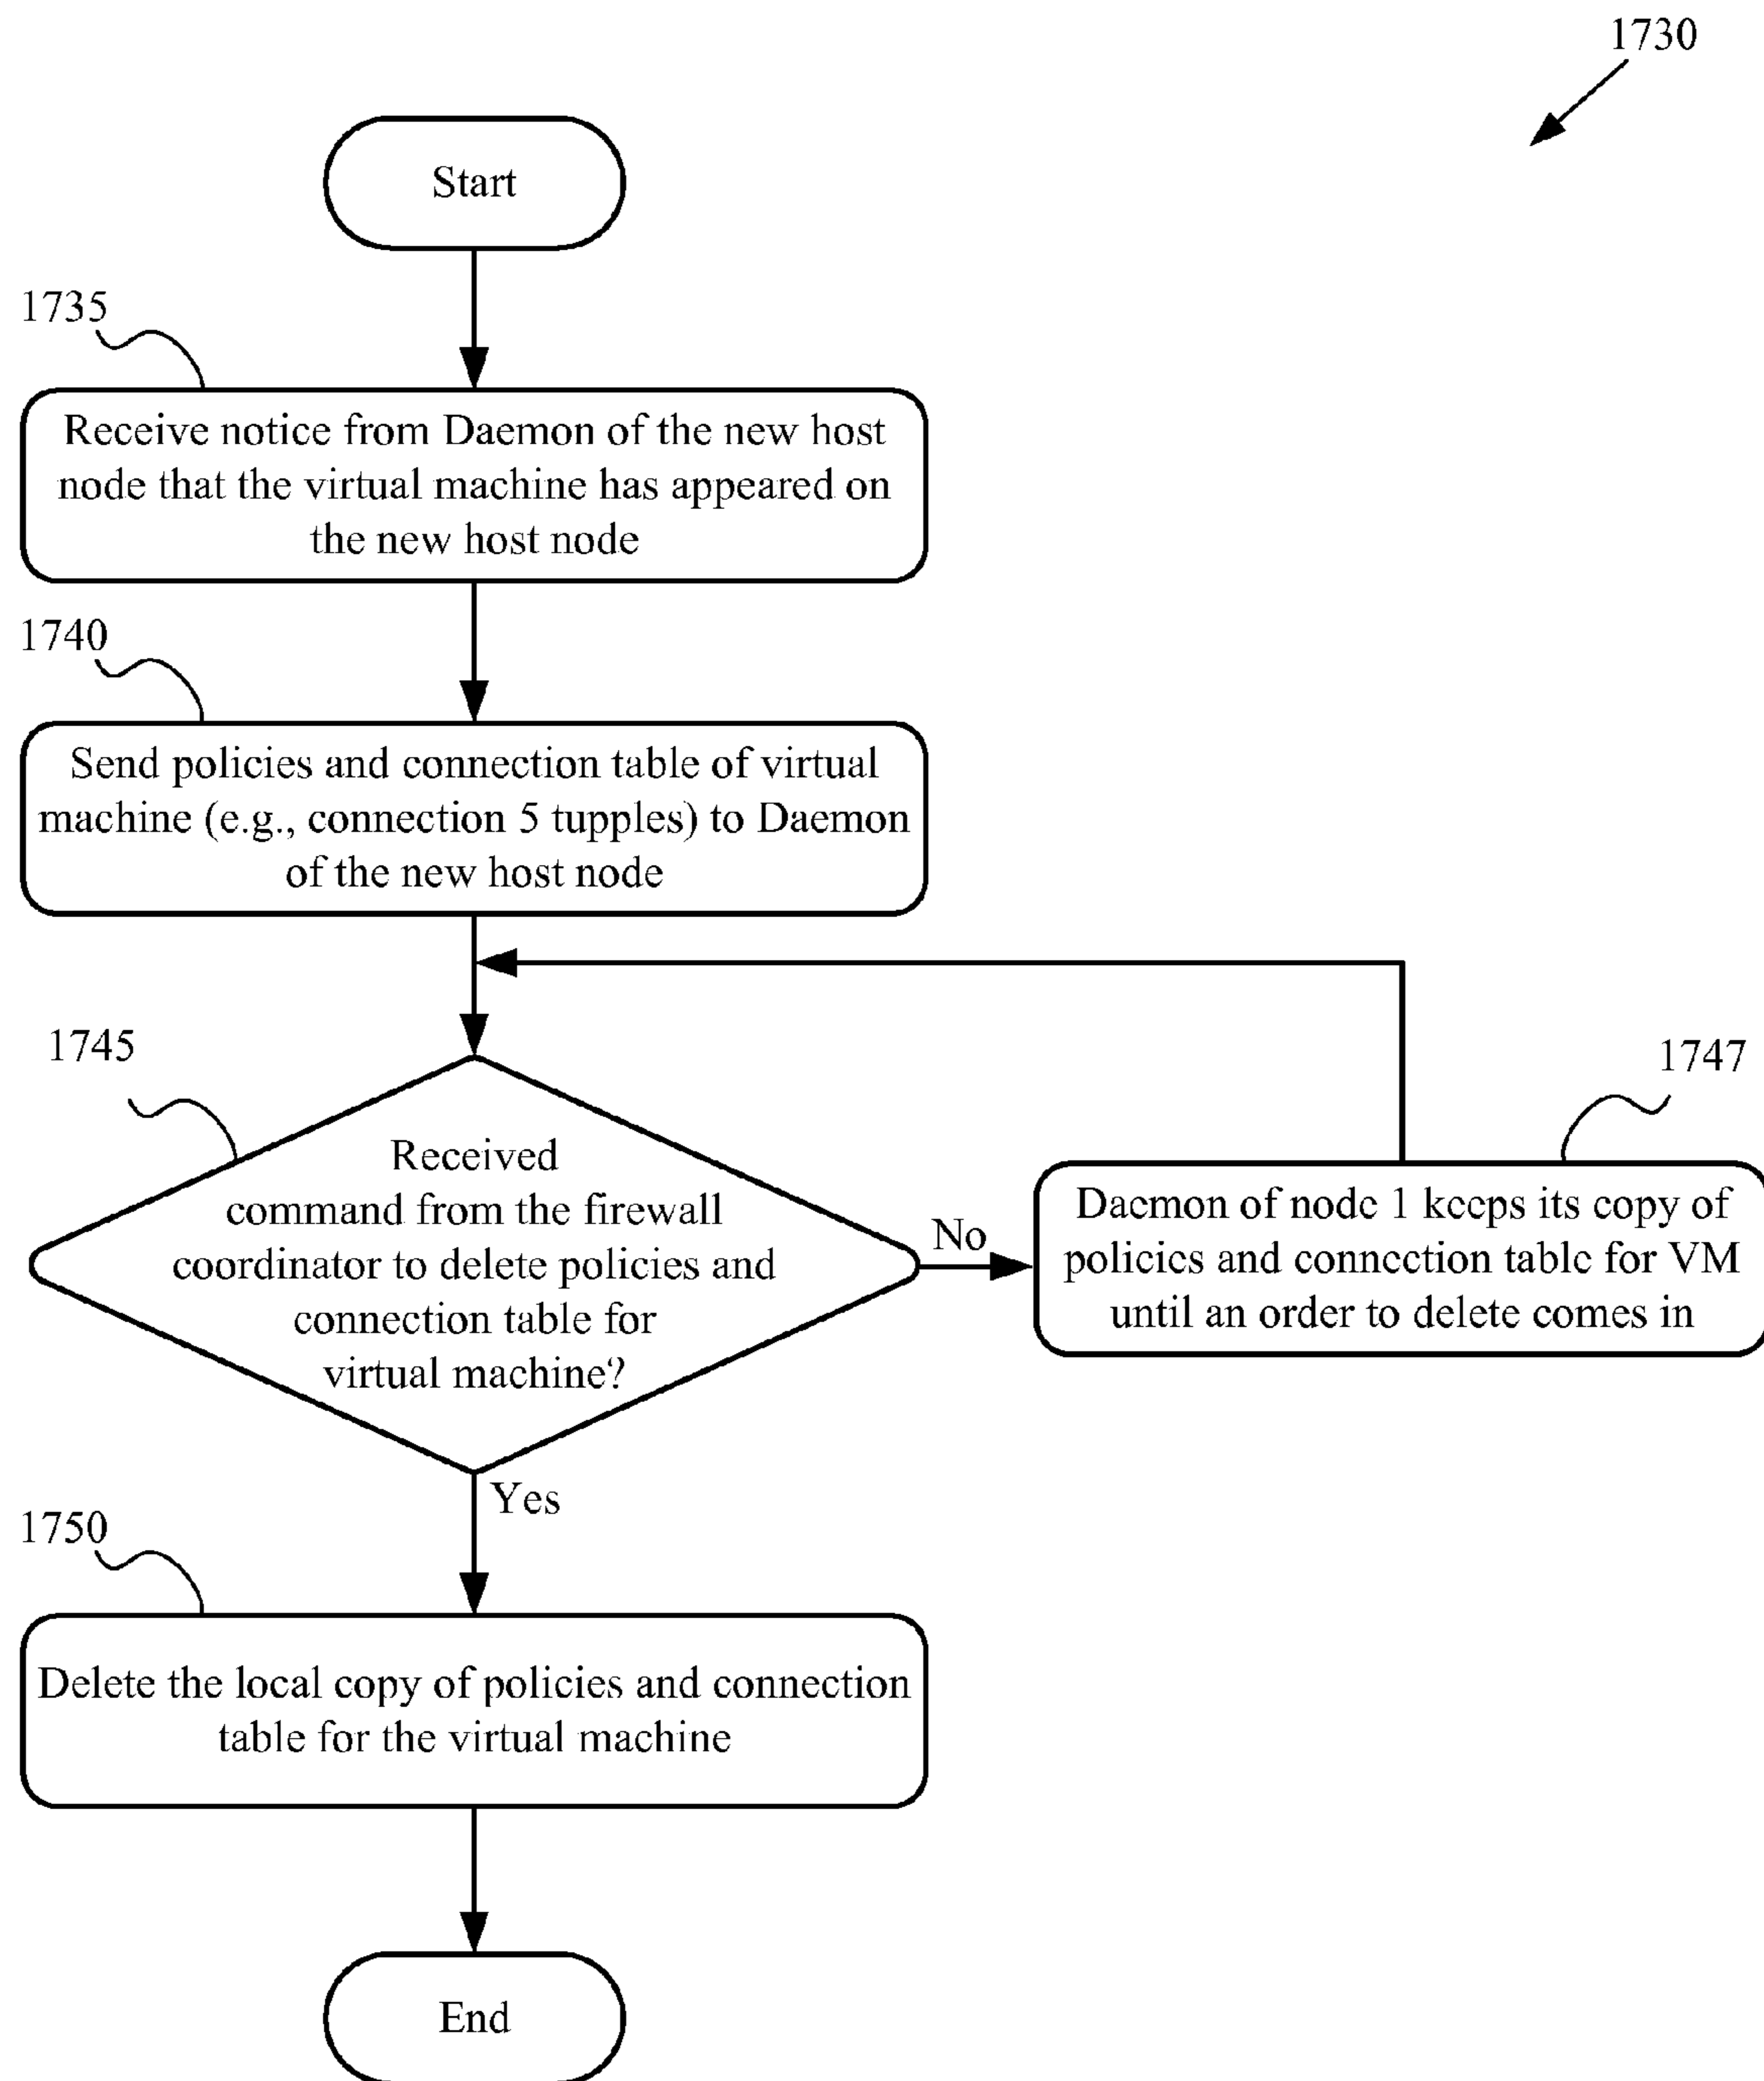 1730
Start
1735
Receive notice from Daemon of the new host
node that the virtual machine has appeared on
the new host node
1740
Send policies and connection table of virtual
machine (e.g., connection 5 tupples) to Daemon
of the new host node
1745
Received
command from the firewall
coordinator to delete policies and
connection table for
virtual machine?
No
1747
Daemon of node 1 keeps its copy of
policies and connection table for VM
until an order to delete comes in
Yes
1750
Delete the local copy of policies and connection
table for the virtual machine
End